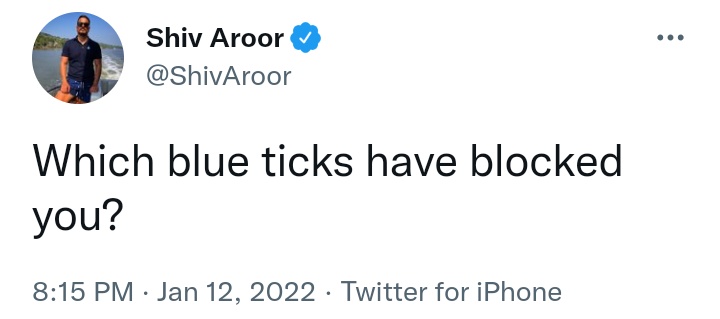 Shiv Aroor
@ShivAroor
Which blue ticks have blocked
you?
8:15 PM · Jan 12, 2022 · Twitter for iPhone